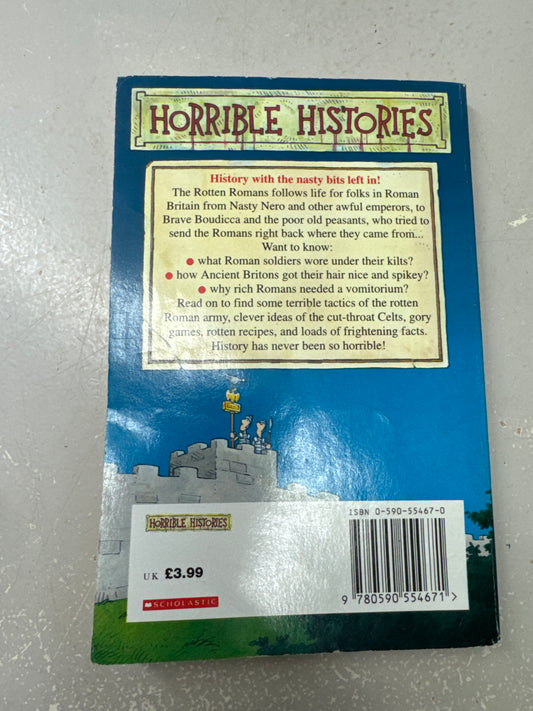 HORRIBLE HISTORIES
History with the nasty bits left in!
The Rotten Romans follows life for folks in Roman
Britain from Nasty Nero and other awful emperors, to
Brave Boudicca and the poor old peasants, who tried to
send the Romans right back where they came from...
Want to know:
● what Roman soldiers wore under their kilts?
● how Ancient Britons got their hair nice and spikey?
● why rich Romans needed a vomitorium?
Read on to find some terrible tactics of the rotten
Roman army, clever ideas of the cut-throat Celts, gory
games, rotten recipes, and loads of frightening facts.
History has never been so horrible!
ISBN 0-590-55467-0
HORRIBLE HISTORIES
UK £3.99
SCHOLASTIC
9 780590 554671 >